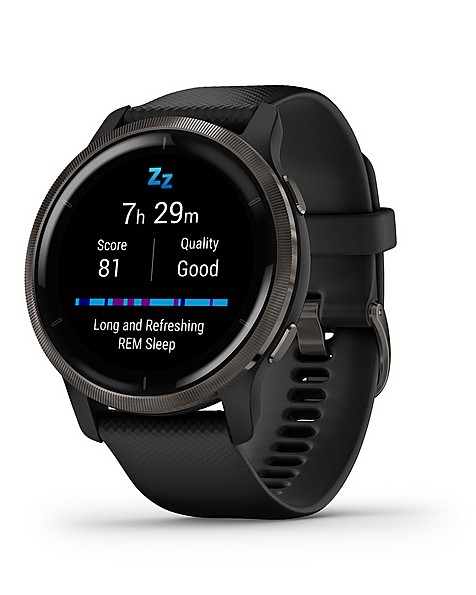 Zz
7h 29m
Score Quality
81 Good
Long and Refreshing
REM Sleep